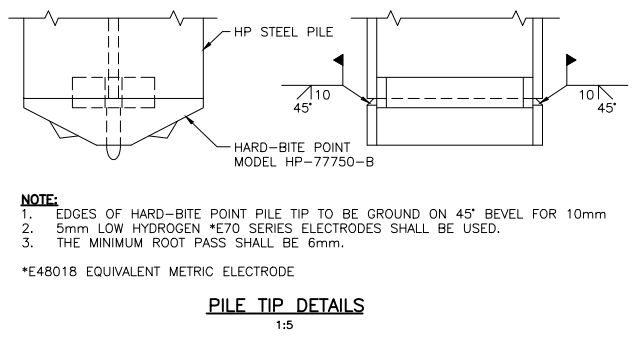 HP STEEL PILE
10
45°
10
45°
HARD-BITE POINT
MODEL HP-77750-B
NOTE:
1. EDGES OF HARD-BITE POINT PILE TIP TO BE GROUND ON 45° BEVEL FOR 10mm
2. 5mm LOW HYDROGEN *E70 SERIES ELECTRODES SHALL BE USED.
3. THE MINIMUM ROOT PASS SHALL BE 6mm.
*E48018 EQUIVALENT METRIC ELECTRODE
PILE TIP DETAILS
1:5